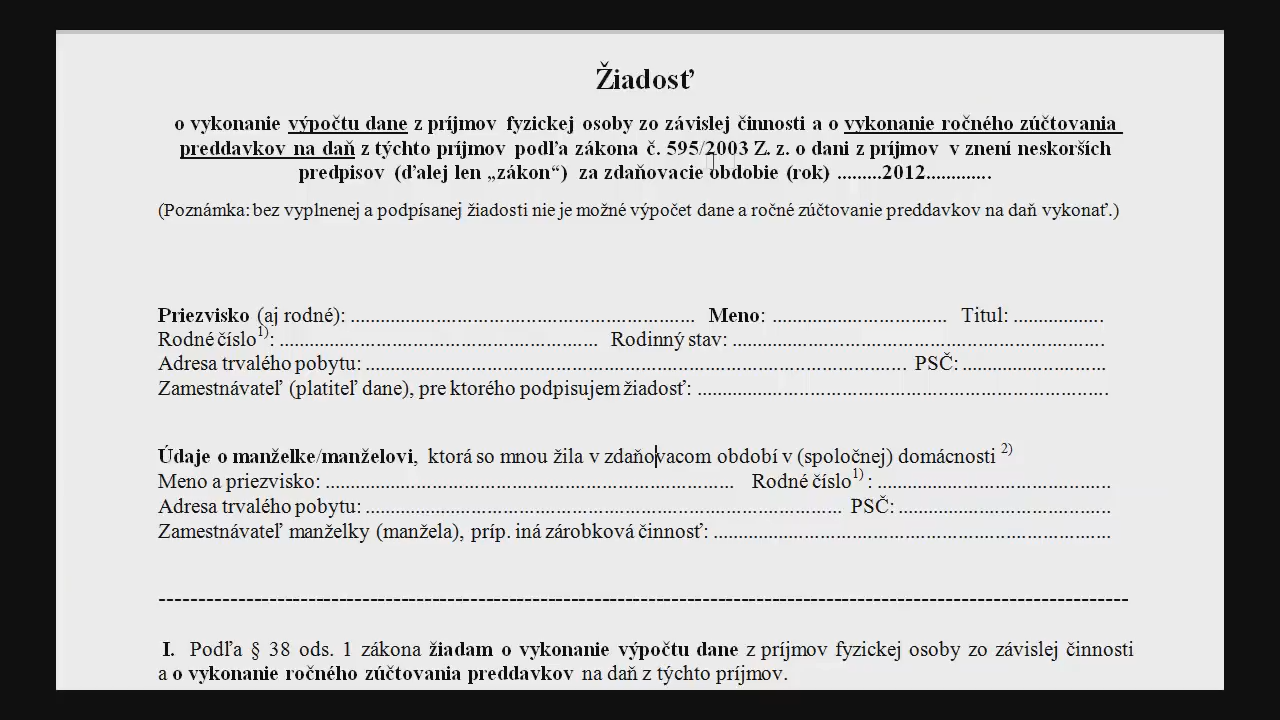 Žiadosť
o vykonanie výpočtu dane z príjmov fyzickej osoby zo závislej činnosti a o vykonanie ročného zúčtovania
preddavkov na daň z týchto príjmov podľa zákona č. 595/2003 Z. z. o dani z príjmov v znení neskorších
predpisov (ďalej len „zákon“) za zdaňovacie obdobie (rok) .........2012.............
(Poznámka: bez vyplnenej a podpísanej žiadosti nie je možné výpočet dane a ročné zúčtovanie preddavkov na daň vykonať.)
Priezvisko (aj rodné): .................................................................. Meno: .................................. Titul: ..................
Rodné číslo1): .............................................................. Rodinný stav: .........................................................................
Adresa trvalého pobytu: ......................................................................................................... PSČ: ............................
Zamestnávateľ (platiteľ dane), pre ktorého podpisujem žiadosť: ................................................................................
Údaje o manželke/manželovi, ktorá so mnou žila v zdaňovacom období v (spoločnej) domácnosti 2)
Meno a priezvisko: ............................................................................... Rodné číslo1) : .............................................
Adresa trvalého pobytu: ............................................................................................ PSČ: .........................................
Zamestnávateľ manželky (manžela), príp. iná zárobková činnosť: .............................................................................
--------------------------------------------------------------------------------------------------------------
I. Podľa § 38 ods. 1 zákona žiadam o vykonanie výpočtu dane z príjmov fyzickej osoby zo závislej činnosti
a o vykonanie ročného zúčtovania preddavkov na daň z týchto príjmov.